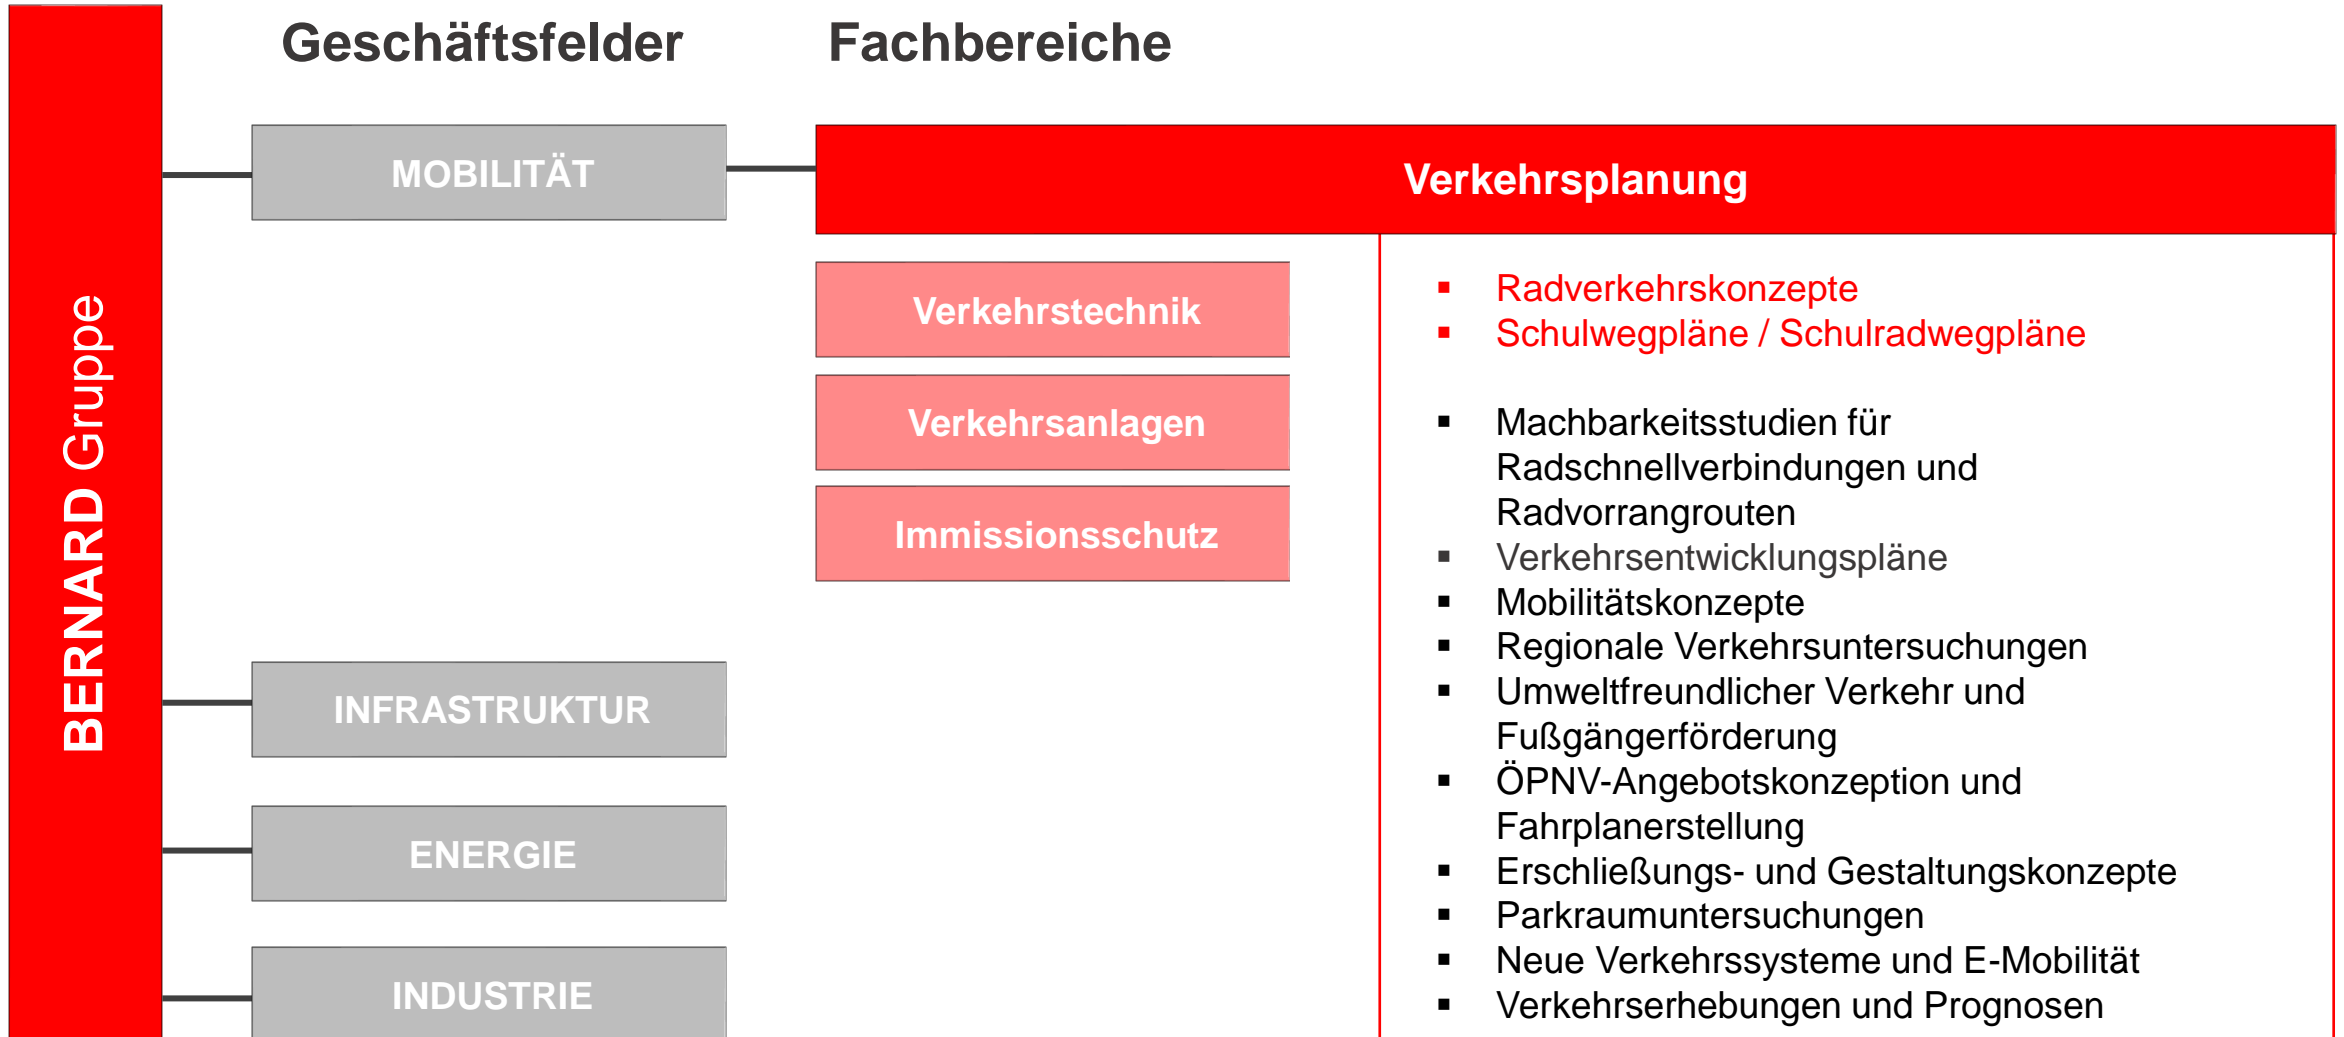 Geschäftsfelder
Fachbereiche
BERNARD Gruppe
MOBILITÄT
INFRASTRUKTUR
ENERGIE
INDUSTRIE
Verkehrsplanung
Verkehrstechnik
Verkehrsanlagen
Immissionsschutz
▪ Radverkehrskonzepte
▪ Schulwegpläne / Schulradwegpläne
▪ Machbarkeitsstudien für
Radschnellverbindungen und
Radvorrangrouten
▪ Verkehrsentwicklungspläne
▪ Mobilitätskonzepte
▪ Regionale Verkehrsuntersuchungen
▪ Umweltfreundlicher Verkehr und
Fußgängerförderung
▪ ÖPNV-Angebotskonzeption und
Fahrplanerstellung
▪ Erschließungs- und Gestaltungskonzepte
▪ Parkraumuntersuchungen
▪ Neue Verkehrssysteme und E-Mobilität
▪ Verkehrserhebungen und Prognosen